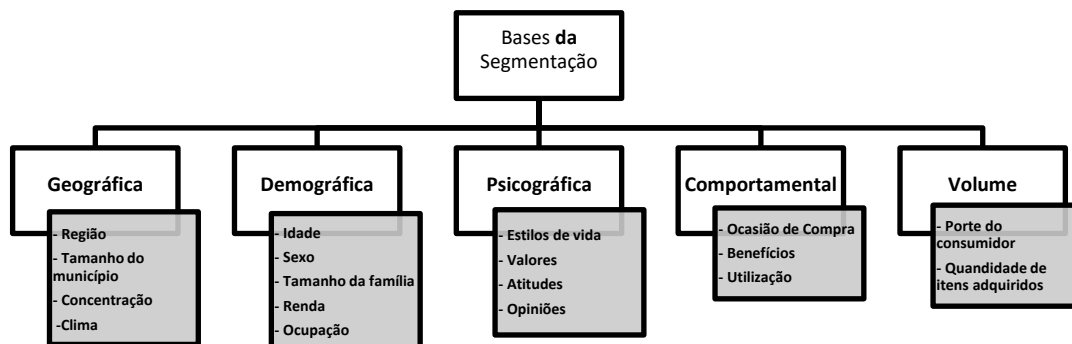 Bases da
Segmentação
Geográfica
- Região
- Tamanho do
município
- Concentração
-Clima
Demográfica
- Idade
- Sexo
- Tamanho da família
- Renda
- Ocupação
Psicográfica
- Estilos de vida
- Valores
- Atitudes
- Opiniões
Comportamental
- Ocasião de Compra
- Benefícios
- Utilização
Volume
- Porte do
consumidor
- Quandidade de
itens adquiridos